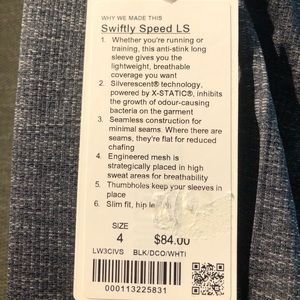 WHY WE MADE THIS
Swiftly Speed LS
1. Whether you're running or
training, this anti-stink long
sleeve gives you the
lightweight, breathable
coverage you want
2. Silverescent® technology,
powered by X-STATIC®, inhibits
the growth of odour-causing
bacteria on the garment
3. Seamless construction for
minimal seams. Where there are
seams, they're flat for reduced
chafing
4. Engineered mesh is
strategically placed in high
sweat areas for breathability
5. Thumbholes keep your sleeves in
place
6. Slim fit, hip
SIZE
4 $84.00
LW3CIVS BLK/DCO/WHTI
000113225831